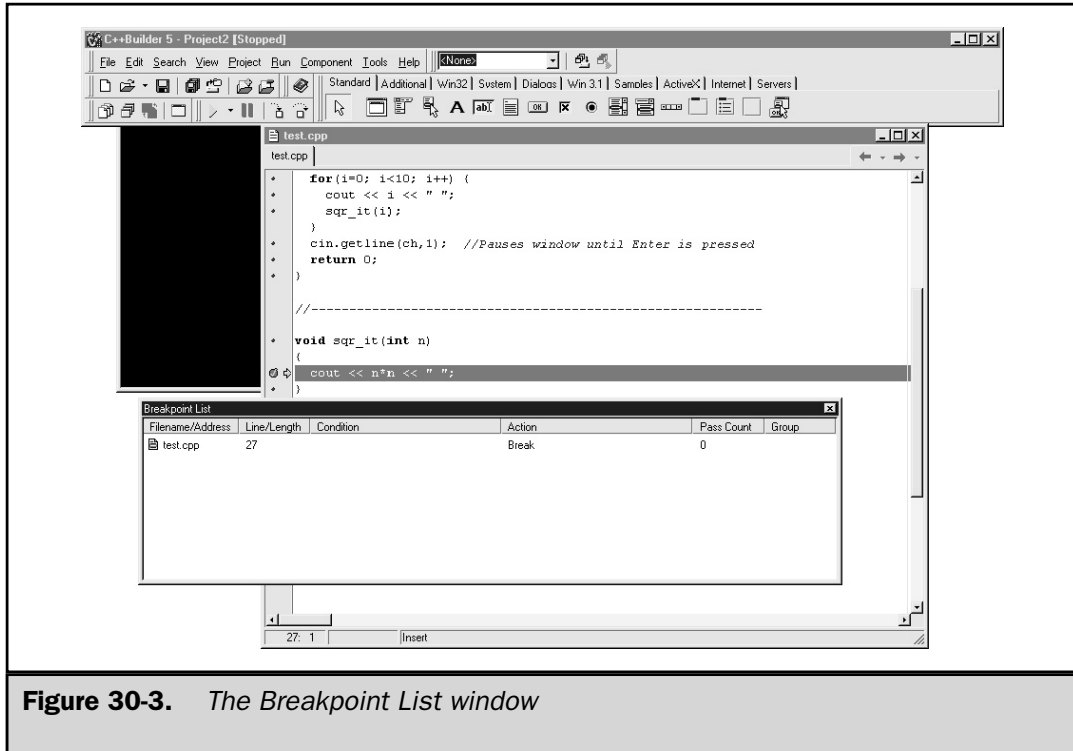 C++Builder 5 - Project2 [Stopped]
File Edit Search View Project Run Component Tools Help <None>
Standard Additional Win32 System Dialogs Win 3.1 Samples ActiveX Internet Servers
A ab OK
test.cpp
test.cpp
for(i=0; i<10; i++) {
cout << i << " ";
sqr_it(i);
}
cin.getline(ch,1); //Pauses window until Enter is pressed
return 0;
}
//-----------------------------------------------------------
void sqr_it(int n)
{
cout << n*n << " ";
}
Breakpoint List
Filename/Address Line/Length Condition Action Pass Count Group
test.cpp 27 Break 0
27: 1 Insert
Figure 30-3. The Breakpoint List window